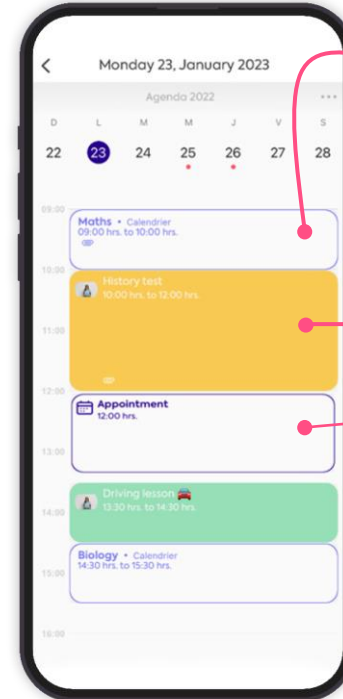 Monday 23, January 2023
Agenda 2022
D L M M J V S
22 23 24 25 26 27 28
09:00
Maths • Calendrier
09:00 hrs. to 10:00 hrs.
10:00
History test
10:00 hrs. to 12:00 hrs.
11:00
12:00
Appointment
12:00 hrs.
13:00
Driving lesson 🚘
13:30 hrs. to 14:30 hrs.
14:00
Biology • Calendrier
14:30 hrs. to 15:30 hrs.
15:00
16:00